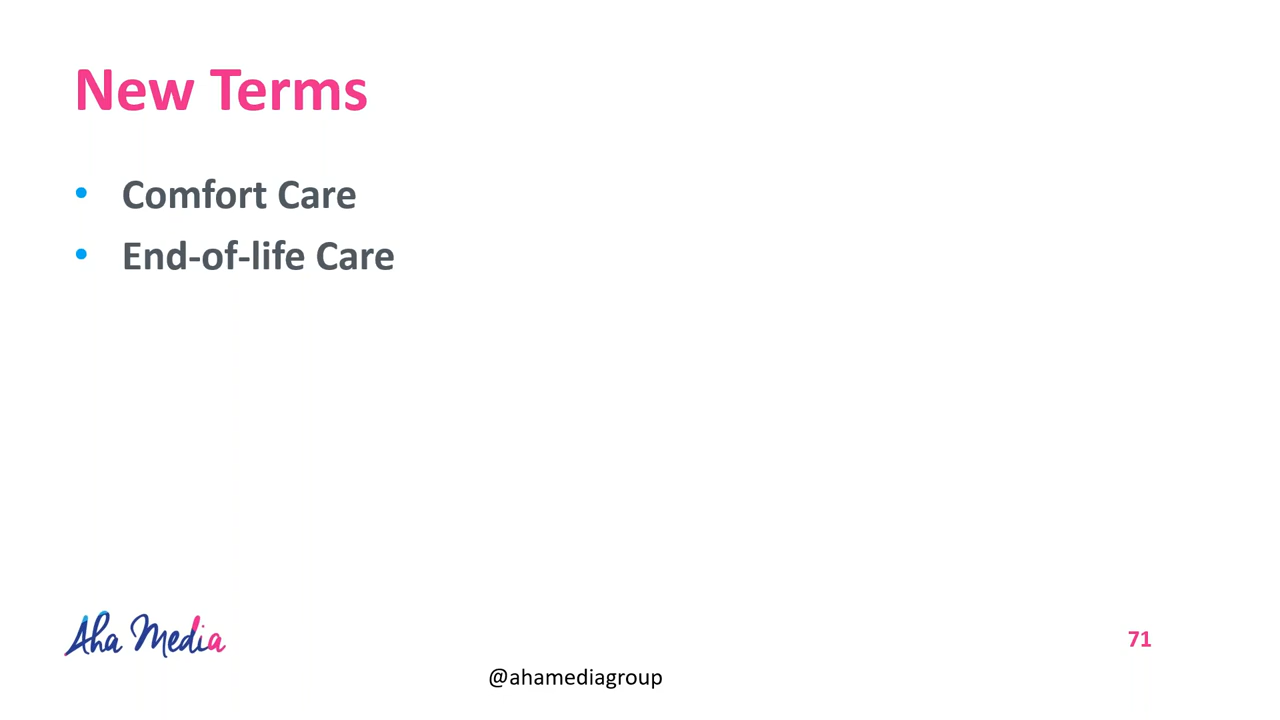 New Terms
• Comfort Care
• End-of-life Care
Aha Media
71
@ahamediagroup